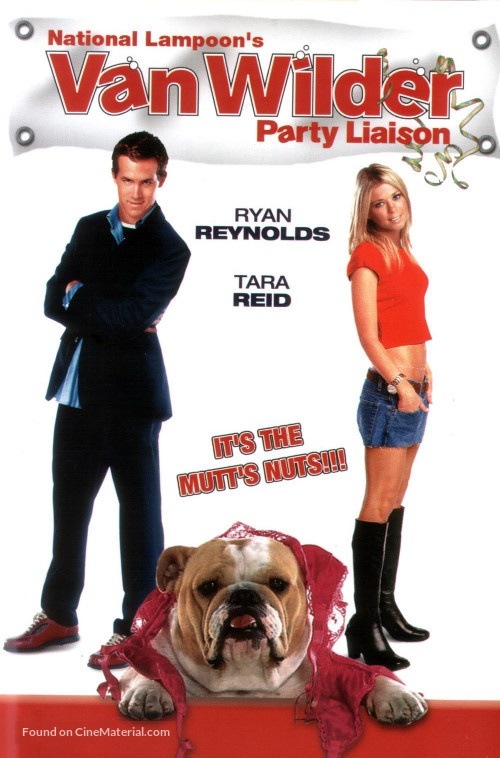 National Lampoon's
Van Wilder
Party Liaison
RYAN
REYNOLDS
TARA
REID
IT'S THE
MUTT'S NUTS!!!
Found on CineMaterial.com